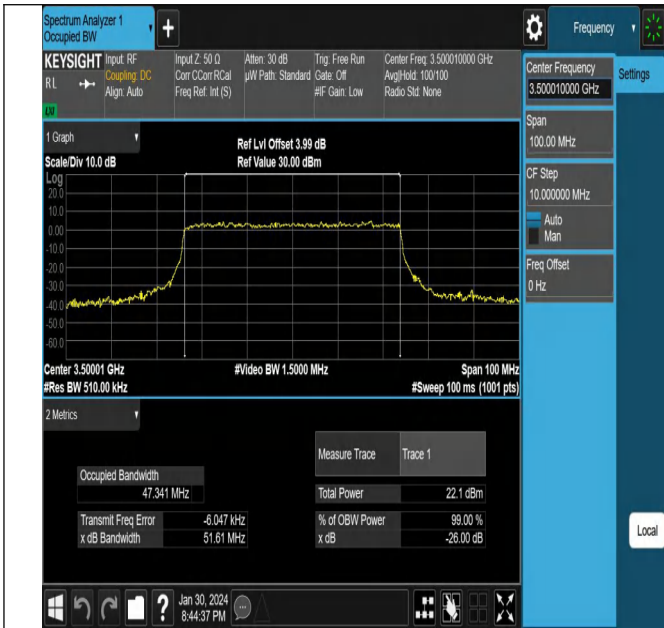 Spectrum Analyzer 1
Occupied BW
Frequency
KEYSIGHT
RL
LXI
Input: RF
Coupling: DC
Align: Auto
Input Z: 50 Ω
Corr CCorr RCal
Freq Ref: Int (S)
Atten: 30 dB
µW Path: Standard
Trig: Free Run
Gate: Off
#IF Gain: Low
Center Freq: 3.500010000 GHz
Avg|Hold: 100/100
Radio Std: None
Center Frequency
3.500010000 GHz
Settings
Span
100.00 MHz
CF Step
10.000000 MHz
Auto
Man
Freq Offset
0 Hz
Local
1 Graph
Scale/Div 10.0 dB
Ref Lvl Offset 3.99 dB
Ref Value 30.00 dBm
Log
20.0
10.0
0.00
-10.0
-20.0
-30.0
-40.0
-50.0
-60.0
Center 3.50001 GHz
#Res BW 510.00 kHz
#Video BW 1.5000 MHz
Span 100 MHz
#Sweep 100 ms (1001 pts)
2 Metrics
Measure Trace Trace 1
Occupied Bandwidth
47.341 MHz
Total Power 22.1 dBm
Transmit Freq Error -6.047 kHz
% of OBW Power 99.00 %
x dB Bandwidth 51.61 MHz
x dB -26.00 dB
Jan 30, 2024
8:44:37 PM